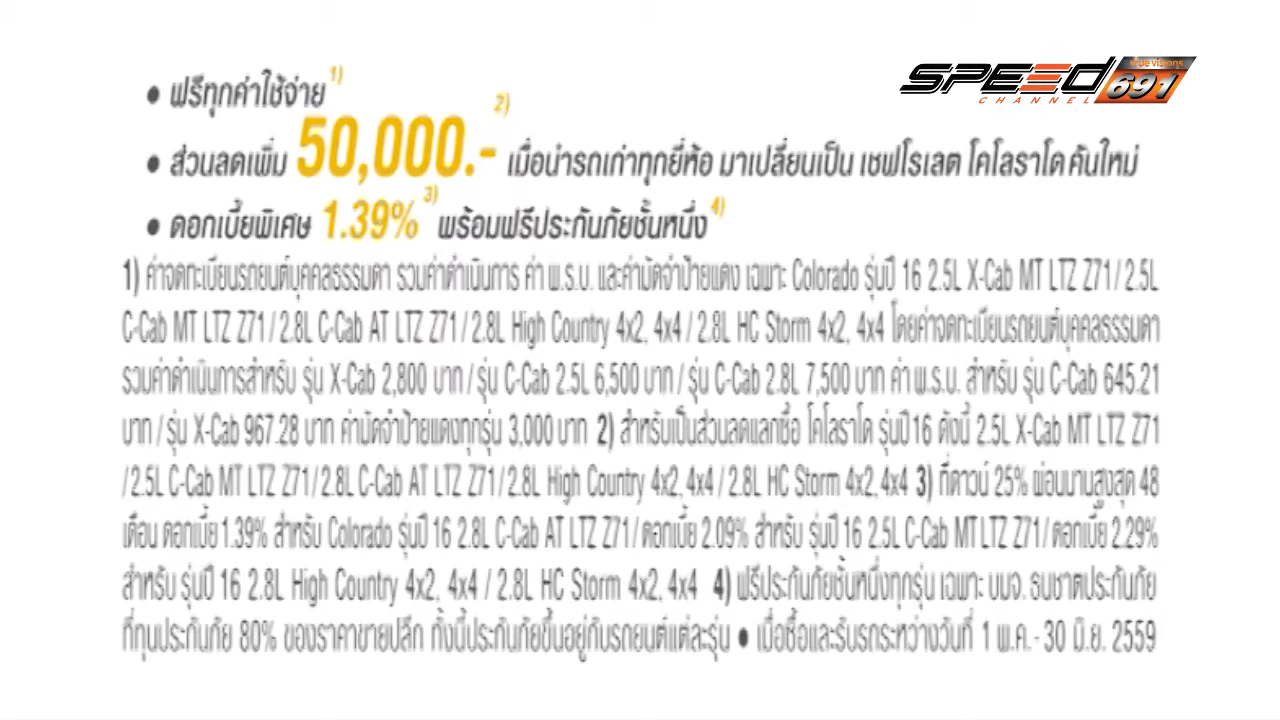 SPEED CHANNEL true visions 691
• ฟรีทุกค่าใช้จ่าย 1)
• ส่วนลดเพิ่ม 50,000.- 2) เมื่อนำรถเก่าทุกยี่ห้อ มาเปลี่ยนเป็น เชฟโรเลต โคโลราโด คันใหม่
• ดอกเบี้ยพิเศษ 1.39% 3) พร้อมฟรีประกันภัยชั้นหนึ่ง 4)
1) ค่าจดทะเบียนรถยนต์บุคคลธรรมดา รวมค่าดำเนินการ ค่า พ.ร.บ. และค่ามัดจำป้ายแดง เฉพาะ Colorado รุ่นปี 16 2.5L X-Cab MT LTZ Z71 / 2.5L
C-Cab MT LTZ Z71 / 2.8L C-Cab AT LTZ Z71 / 2.8L High Country 4x2, 4x4 / 2.8L HC Storm 4x2, 4x4 โดยค่าจดทะเบียนรถยนต์บุคคลธรรมดา
รวมค่าดำเนินการสำหรับ รุ่น X-Cab 2,800 บาท / รุ่น C-Cab 2.5L 6,500 บาท / รุ่น C-Cab 2.8L 7,500 บาท ค่า พ.ร.บ. สำหรับ รุ่น C-Cab 645.21
บาท / รุ่น X-Cab 967.28 บาท ค่ามัดจำป้ายแดงทุกรุ่น 3,000 บาท 2) สำหรับเป็นส่วนลดแลกซื้อ โคโลราโด รุ่นปี 16 ดังนี้ 2.5L X-Cab MT LTZ Z71
/ 2.5L C-Cab MT LTZ Z71 / 2.8L C-Cab AT LTZ Z71 / 2.8L High Country 4x2, 4x4 / 2.8L HC Storm 4x2, 4x4 3) ที่ดาวน์ 25% ผ่อนนานสูงสุด 48
เดือน ดอกเบี้ย 1.39% สำหรับ Colorado รุ่นปี 16 2.8L C-Cab AT LTZ Z71 / ดอกเบี้ย 2.09% สำหรับ รุ่นปี 16 2.5L C-Cab MT LTZ Z71 / ดอกเบี้ย 2.29%
สำหรับ รุ่นปี 16 2.8L High Country 4x2, 4x4 / 2.8L HC Storm 4x2, 4x4 4) ฟรีประกันภัยชั้นหนึ่งทุกรุ่น เฉพาะ บมจ. ธนชาตประกันภัย
ที่ทุนประกันภัย 80% ของราคาขายปลีก ทั้งนี้ประกันภัยขึ้นอยู่กับรถยนต์แต่ละรุ่น • เมื่อซื้อและรับรถระหว่างวันที่ 1 พ.ค. - 30 มิ.ย. 2559